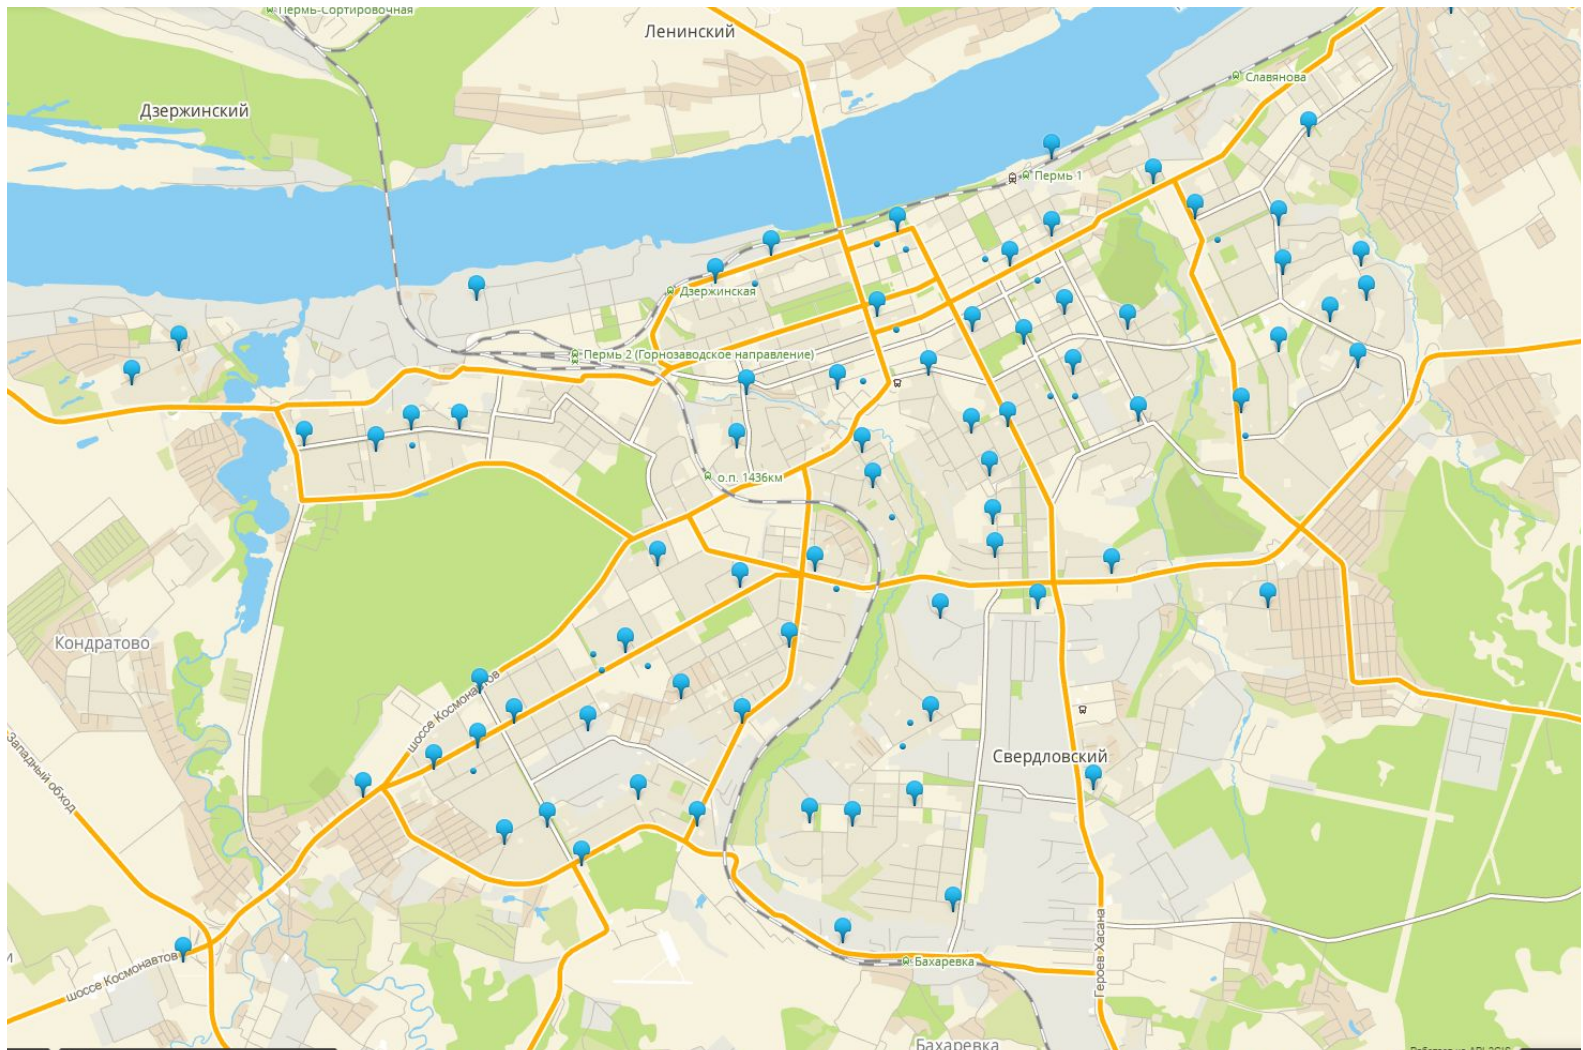 Пермь-Сортировочная
Ленинский
Славянова
Дзержинский
Пермь 1
Дзержинская
Пермь 2 (Горнозаводское направление)
о.п. 1436км
Кондратово
шоссе Космонавтов
Западный обход
Свердловский
Героев Хасана
шоссе Космонавтов
Бахаревка
Бахаревка